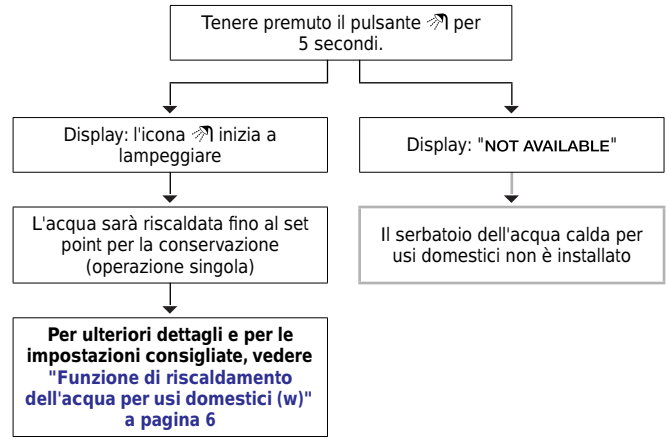 Tenere premuto il pulsante per
5 secondi.
Display: l'icona inizia a
lampeggiare
Display: "NOT AVAILABLE"
L'acqua sarà riscaldata fino al set
point per la conservazione
(operazione singola)
Il serbatoio dell'acqua calda per
usi domestici non è installato
Per ulteriori dettagli e per le
impostazioni consigliate, vedere
"Funzione di riscaldamento
dell'acqua per usi domestici (w)"
a pagina 6